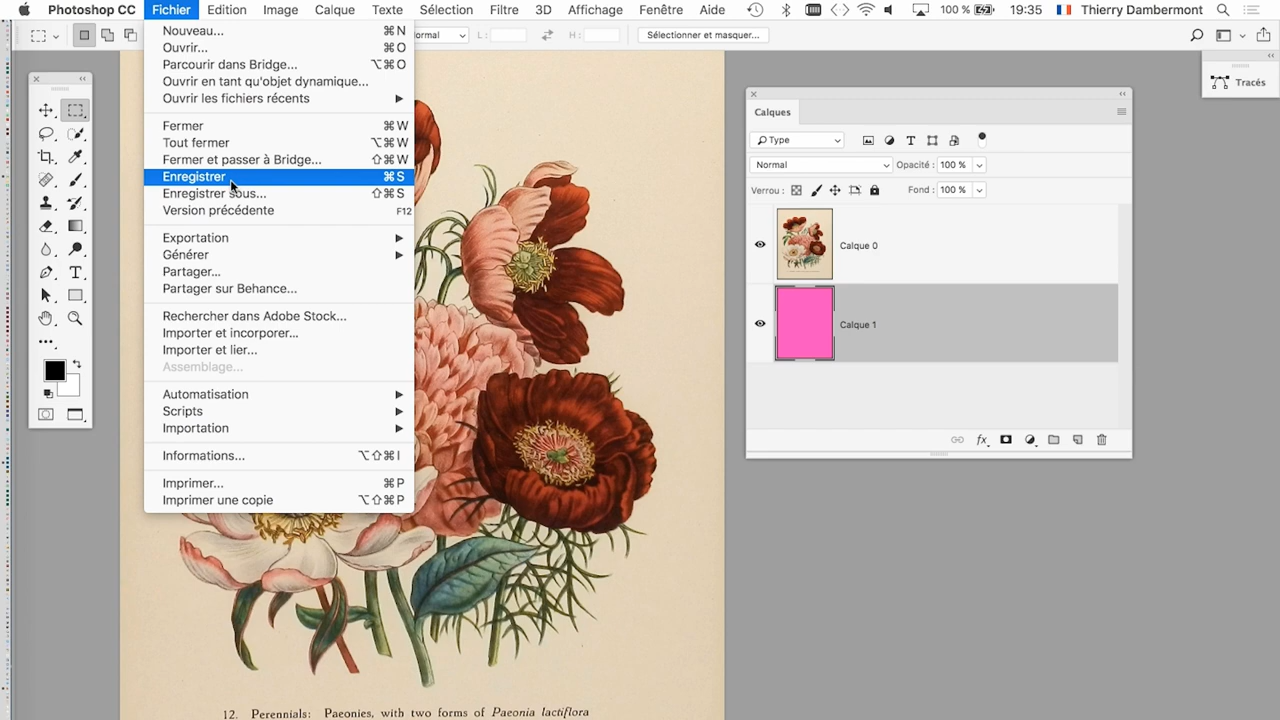 Photoshop CC Fichier Edition Image Calque Texte Sélection Filtre 3D Affichage Fenêtre Aide 100 % 19:35 Thierry Dambermont
Nouveau... ⌘N
Ouvrir... ⌘O
Parcourir dans Bridge... ⌥⌘O
Ouvrir en tant qu'objet dynamique...
Ouvrir les fichiers récents
Fermer ⌘W
Tout fermer ⌥⌘W
Fermer et passer à Bridge... ⇧⌘W
Enregistrer ⌘S
Enregistrer sous... ⇧⌘S
Version précédente F12
Exportation
Générer
Partager...
Partager sur Behance...
Rechercher dans Adobe Stock...
Importer et incorporer...
Importer et lier...
Assemblage...
Automatisation
Scripts
Importation
Informations... ⌥⇧⌘I
Imprimer... ⌘P
Imprimer une copie ⌥⇧⌘P
L : H : Sélectionner et masquer...
Tracés
Calques
Type
Normal Opacité : 100 %
Verrou : Fond : 100 %
Calque 0
Calque 1
fx
12. Perennials: Paeonies, with two forms of Paeonia lactiflora